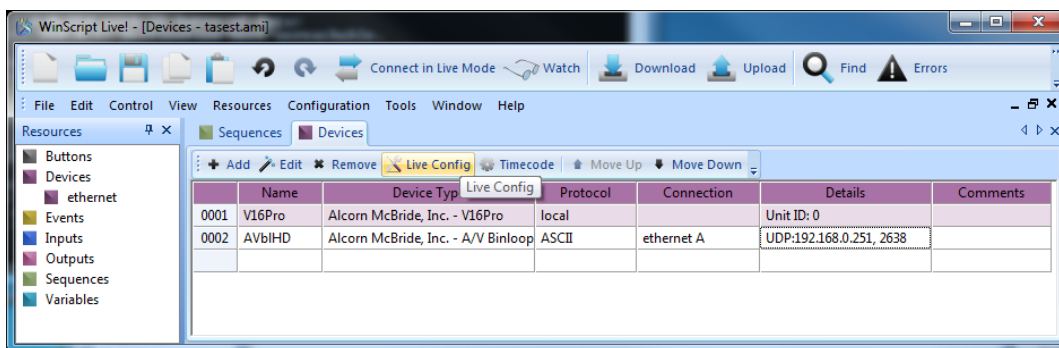 WinScript Live! - [Devices - tasest.ami]
Connect in Live Mode Watch Download Upload Find Errors
File Edit Control View Resources Configuration Tools Window Help
Resources
Sequences Devices
Add Edit Remove Live Config Timecode Move Up Move Down
Live Config
Buttons
Devices
ethernet
Events
Inputs
Outputs
Sequences
Variables
Name Device Typ Protocol Connection Details Comments
0001 V16Pro Alcorn McBride, Inc. - V16Pro local Unit ID: 0
0002 AVblHD Alcorn McBride, Inc. - A/V Binloop ASCII ethernet A UDP:192.168.0.251, 2638